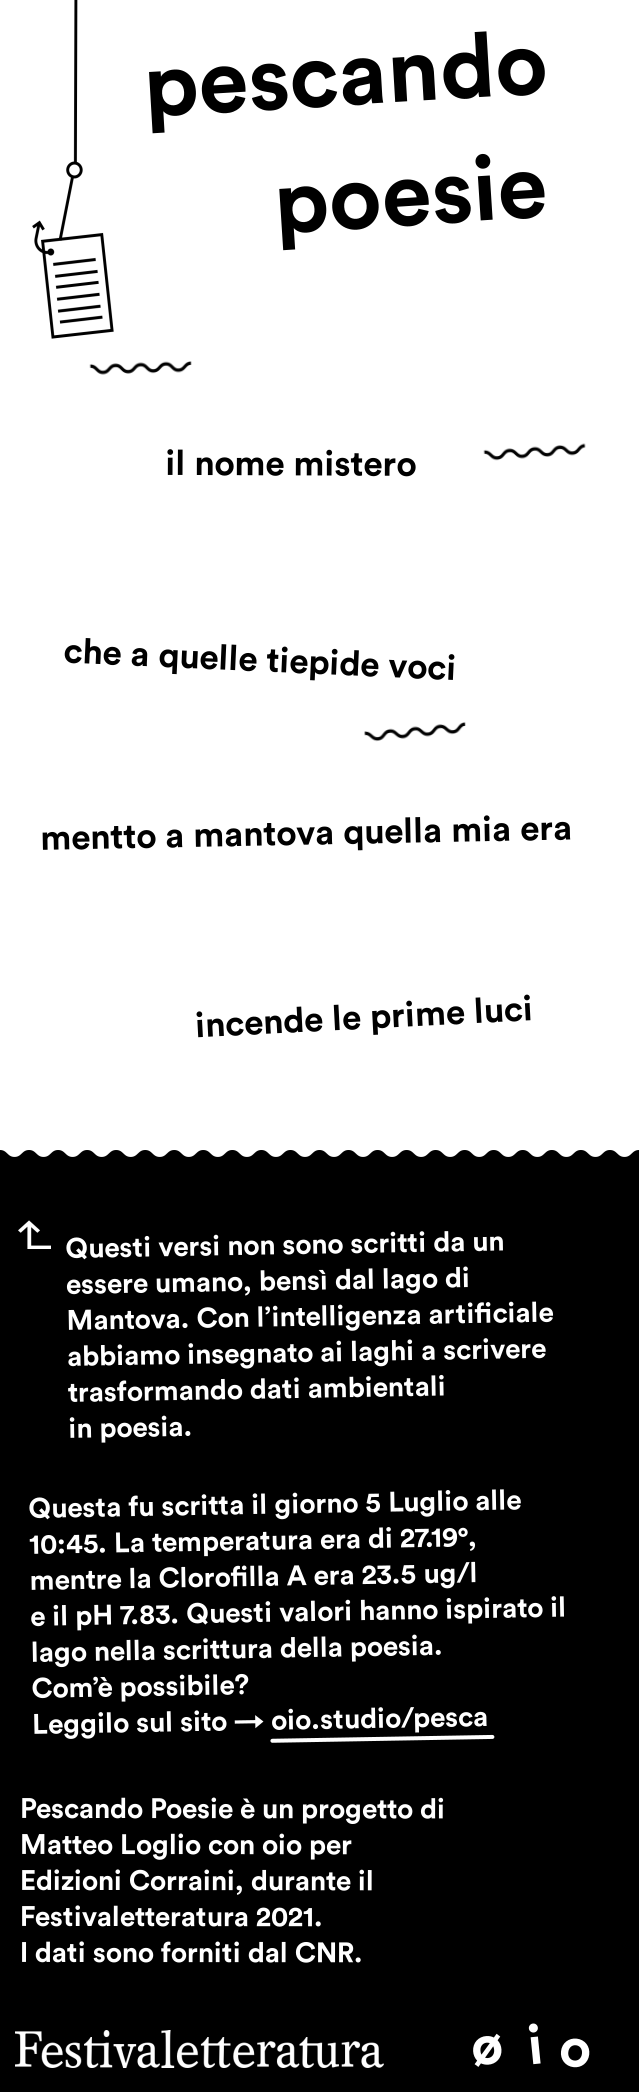 pescando
poesie
il nome mistero
che a quelle tiepide voci
mentto a mantova quella mia era
incende le prime luci
Questi versi non sono scritti da un
essere umano, bensì dal lago di
Mantova. Con l'intelligenza artificiale
abbiamo insegnato ai laghi a scrivere
trasformando dati ambientali
in poesia.
Questa fu scritta il giorno 5 Luglio alle
10:45. La temperatura era di 27.19°,
mentre la Clorofilla A era 23.5 ug/l
e il pH 7.83. Questi valori hanno ispirato il
lago nella scrittura della poesia.
Com'è possibile?
Leggilo sul sito → oio.studio/pesca
Pescando Poesie è un progetto di
Matteo Loglio con oio per
Edizioni Corraini, durante il
Festivaletteratura 2021.
I dati sono forniti dal CNR.
Festivaletteratura ø i o